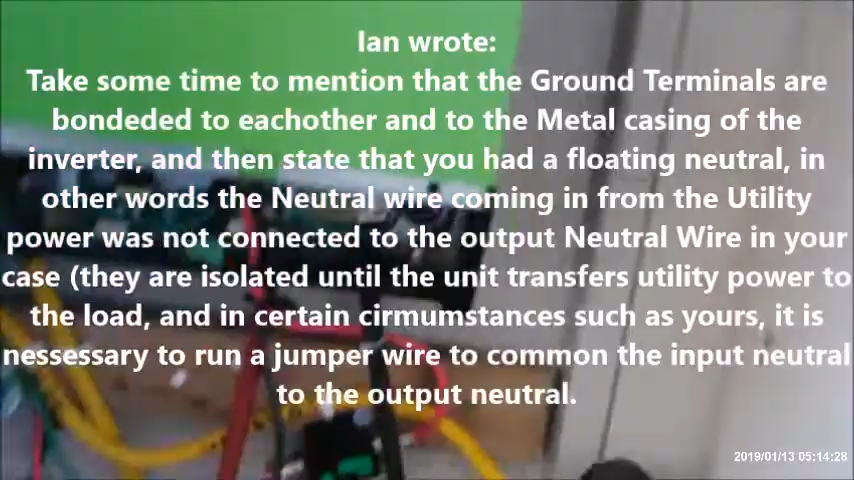 Ian wrote:
Take some time to mention that the Ground Terminals are
bondeded to eachother and to the Metal casing of the
inverter, and then state that you had a floating neutral, in
other words the Neutral wire coming in from the Utility
power was not connected to the output Neutral Wire in your
case (they are isolated until the unit transfers utility power to
the load, and in certain cirmumstances such as yours, it is
nessessary to run a jumper wire to common the input neutral
to the output neutral.
2019/01/13 05:14:28